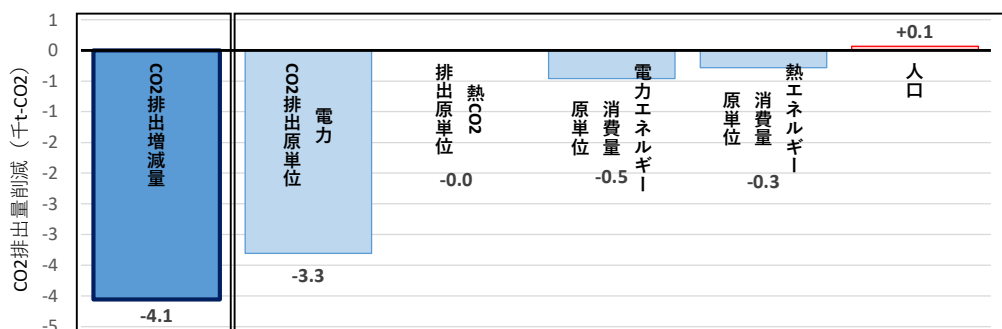 CO2排出量削減（千t-CO2）
1
0
-1
-1
-2
-2
-3
-3
-4
-4
-5
CO2排出増減量
-4.1
電力
CO2排出原単位
-3.3
熱CO2
排出原単位
-0.0
電力エネルギー
消費量
原単位
-0.5
熱エネルギー
消費量
原単位
-0.3
人口
+0.1